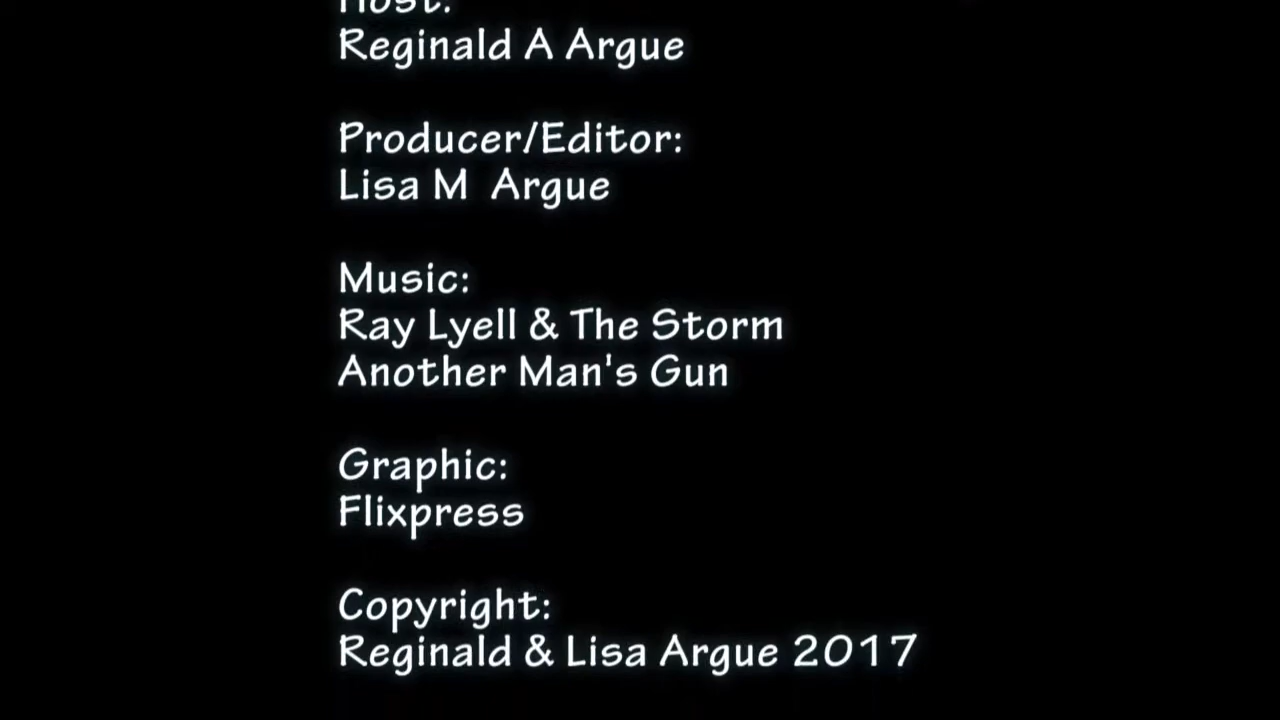 Host:
Reginald A Argue
Producer/Editor:
Lisa M Argue
Music:
Ray Lyell & The Storm
Another Man's Gun
Graphic:
Flixpress
Copyright:
Reginald & Lisa Argue 2017